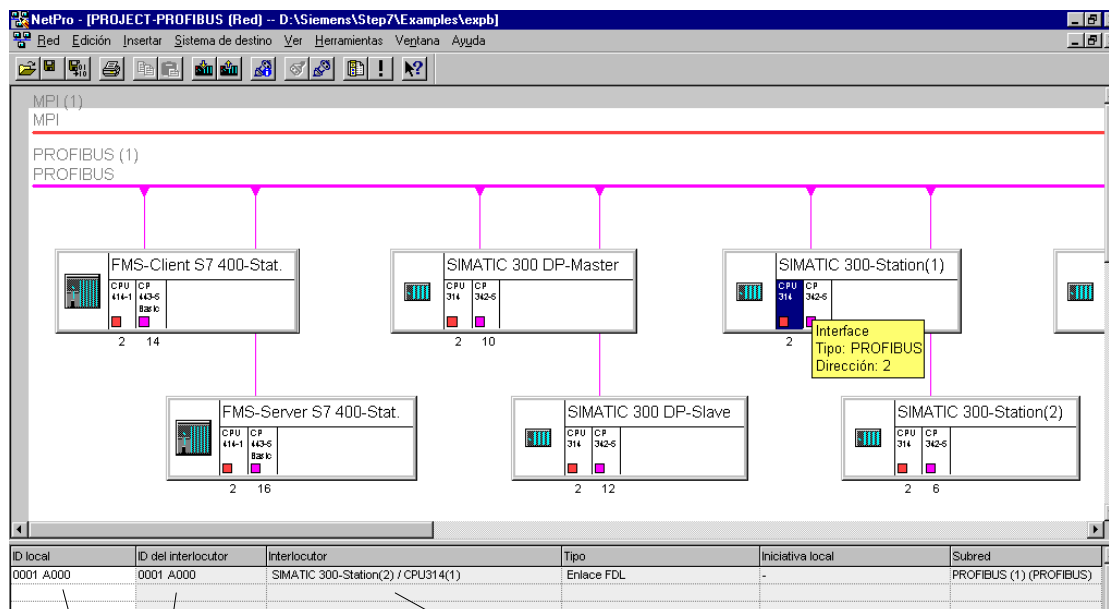 NetPro - [PROJECT-PROFIBUS (Red) -- D:\Siemens\Step7\Examples\expb]
Red Edición Insertar Sistema de destino Ver Herramientas Ventana Ayuda
MPI (1)
MPI
PROFIBUS (1)
PROFIBUS
FMS-Client S7 400-Stat.
CPU 414-1
CP 443-5 Basic
2 14
SIMATIC 300 DP-Master
CPU 314
CP 342-5
2 10
SIMATIC 300-Station(1)
CPU 314
CP 342-5
2
Interface
Tipo: PROFIBUS
Dirección: 2
FMS-Server S7 400-Stat.
CPU 414-1
CP 443-5 Basic
2 16
SIMATIC 300 DP-Slave
CPU 314
CP 342-5
2 12
SIMATIC 300-Station(2)
CPU 314
CP 342-5
2 6
ID local ID del interlocutor Interlocutor Tipo Iniciativa local Subred
0001 A000 0001 A000 SIMATIC 300-Station(2) / CPU314(1) Enlace FDL - PROFIBUS (1) (PROFIBUS)